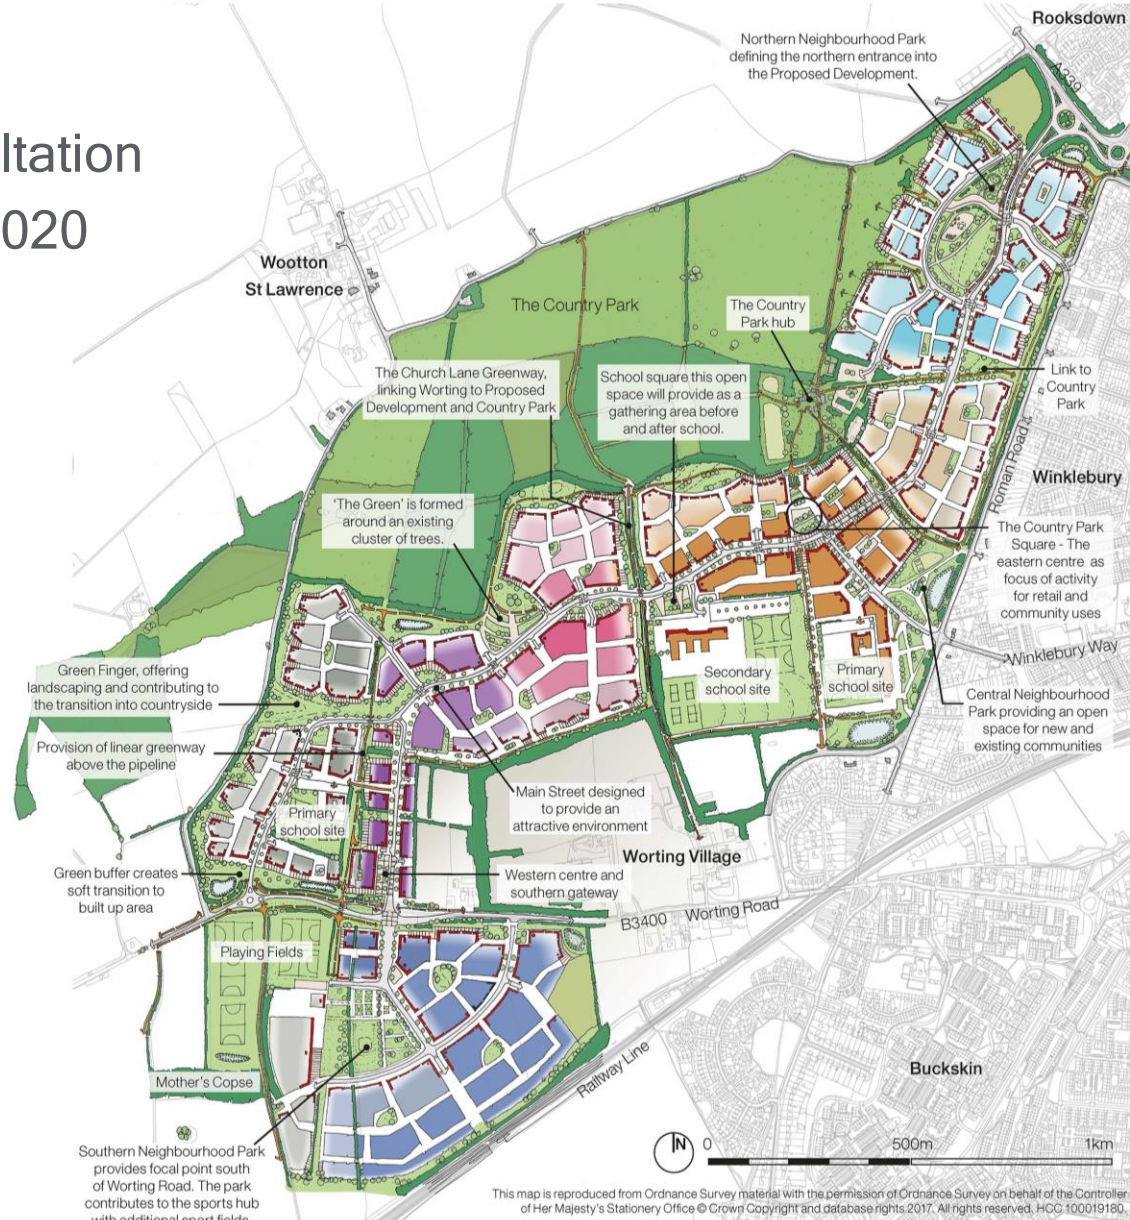 ltation
020
Rooksdown
A339
Northern Neighbourhood Park
defining the northern entrance into
the Proposed Development.
Wootton
St Lawrence
The Country Park
The Country
Park hub
The Church Lane Greenway,
linking Worting to Proposed
Development and Country Park
School square this open
space will provide as a
gathering area before
and after school.
Link to
Country
Park
Roman Road
Winklebury
'The Green' is formed
around an existing
cluster of trees.
The Country Park
Square - The
eastern centre as
focus of activity
for retail and
community uses
Winklebury Way
Green Finger, offering
landscaping and contributing to
the transition into countryside
Secondary
school site
Primary
school site
Central Neighbourhood
Park providing an open
space for new and
existing communities
Provision of linear greenway
above the pipeline
Main Street designed
to provide an
attractive environment
Primary
school site
Worting Village
Green buffer creates
soft transition to
built up area
Western centre and
southern gateway
B3400 Worting Road
Playing Fields
Railway Line
Buckskin
Mother's Copse
Southern Neighbourhood Park
provides focal point south
of Worting Road. The park
contributes to the sports hub
with additional sport fields
N
0 500m 1km
This map is reproduced from Ordnance Survey material with the permission of Ordnance Survey on behalf of the Controller
of Her Majesty's Stationery Office © Crown Copyright and database rights 2017. All rights reserved. HCC 100019180.